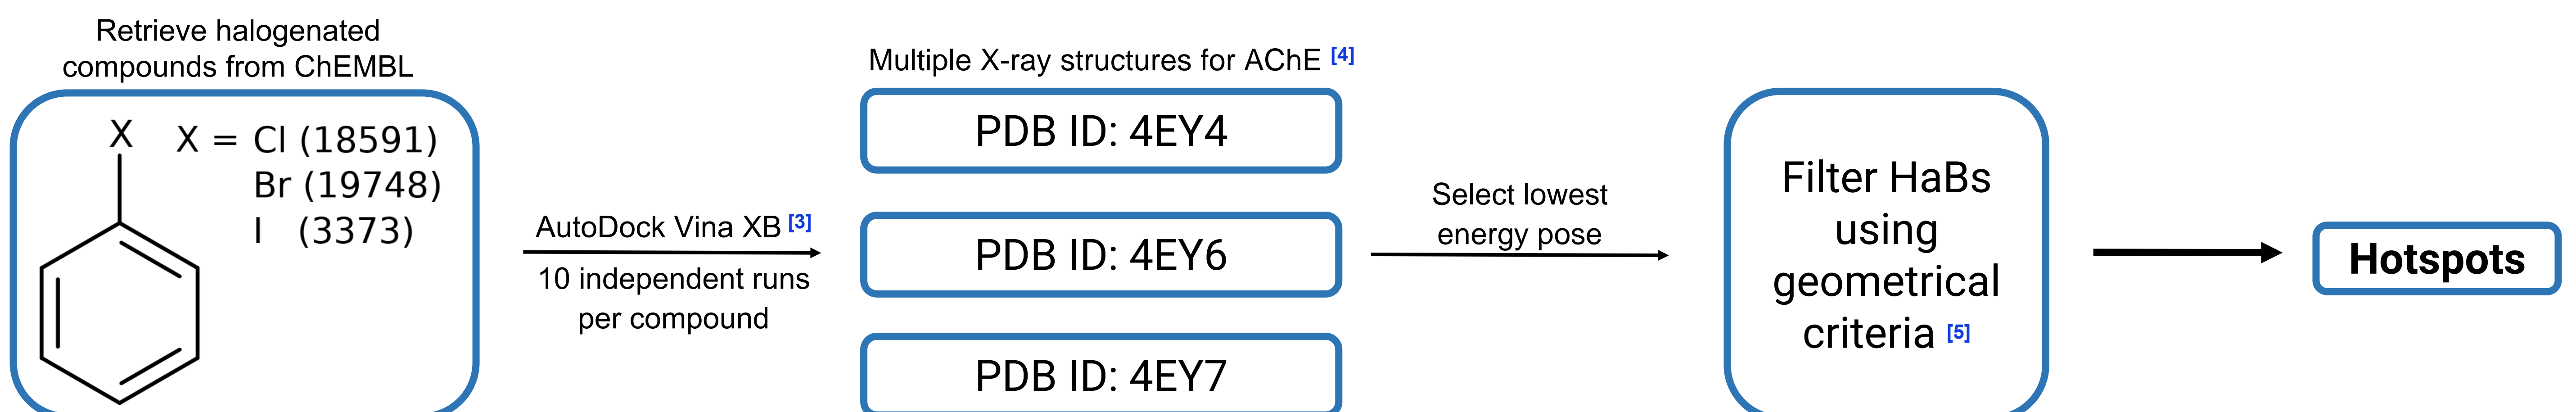 Retrieve halogenated
compounds from ChEMBL
X
X = Cl (18591)
Br (19748)
I (3373)
AutoDock Vina XB [3]
10 independent runs
per compound
Multiple X-ray structures for AChE [4]
PDB ID: 4EY4
PDB ID: 4EY6
PDB ID: 4EY7
Select lowest
energy pose
Filter HaBs
using
geometrical
criteria [5]
Hotspots